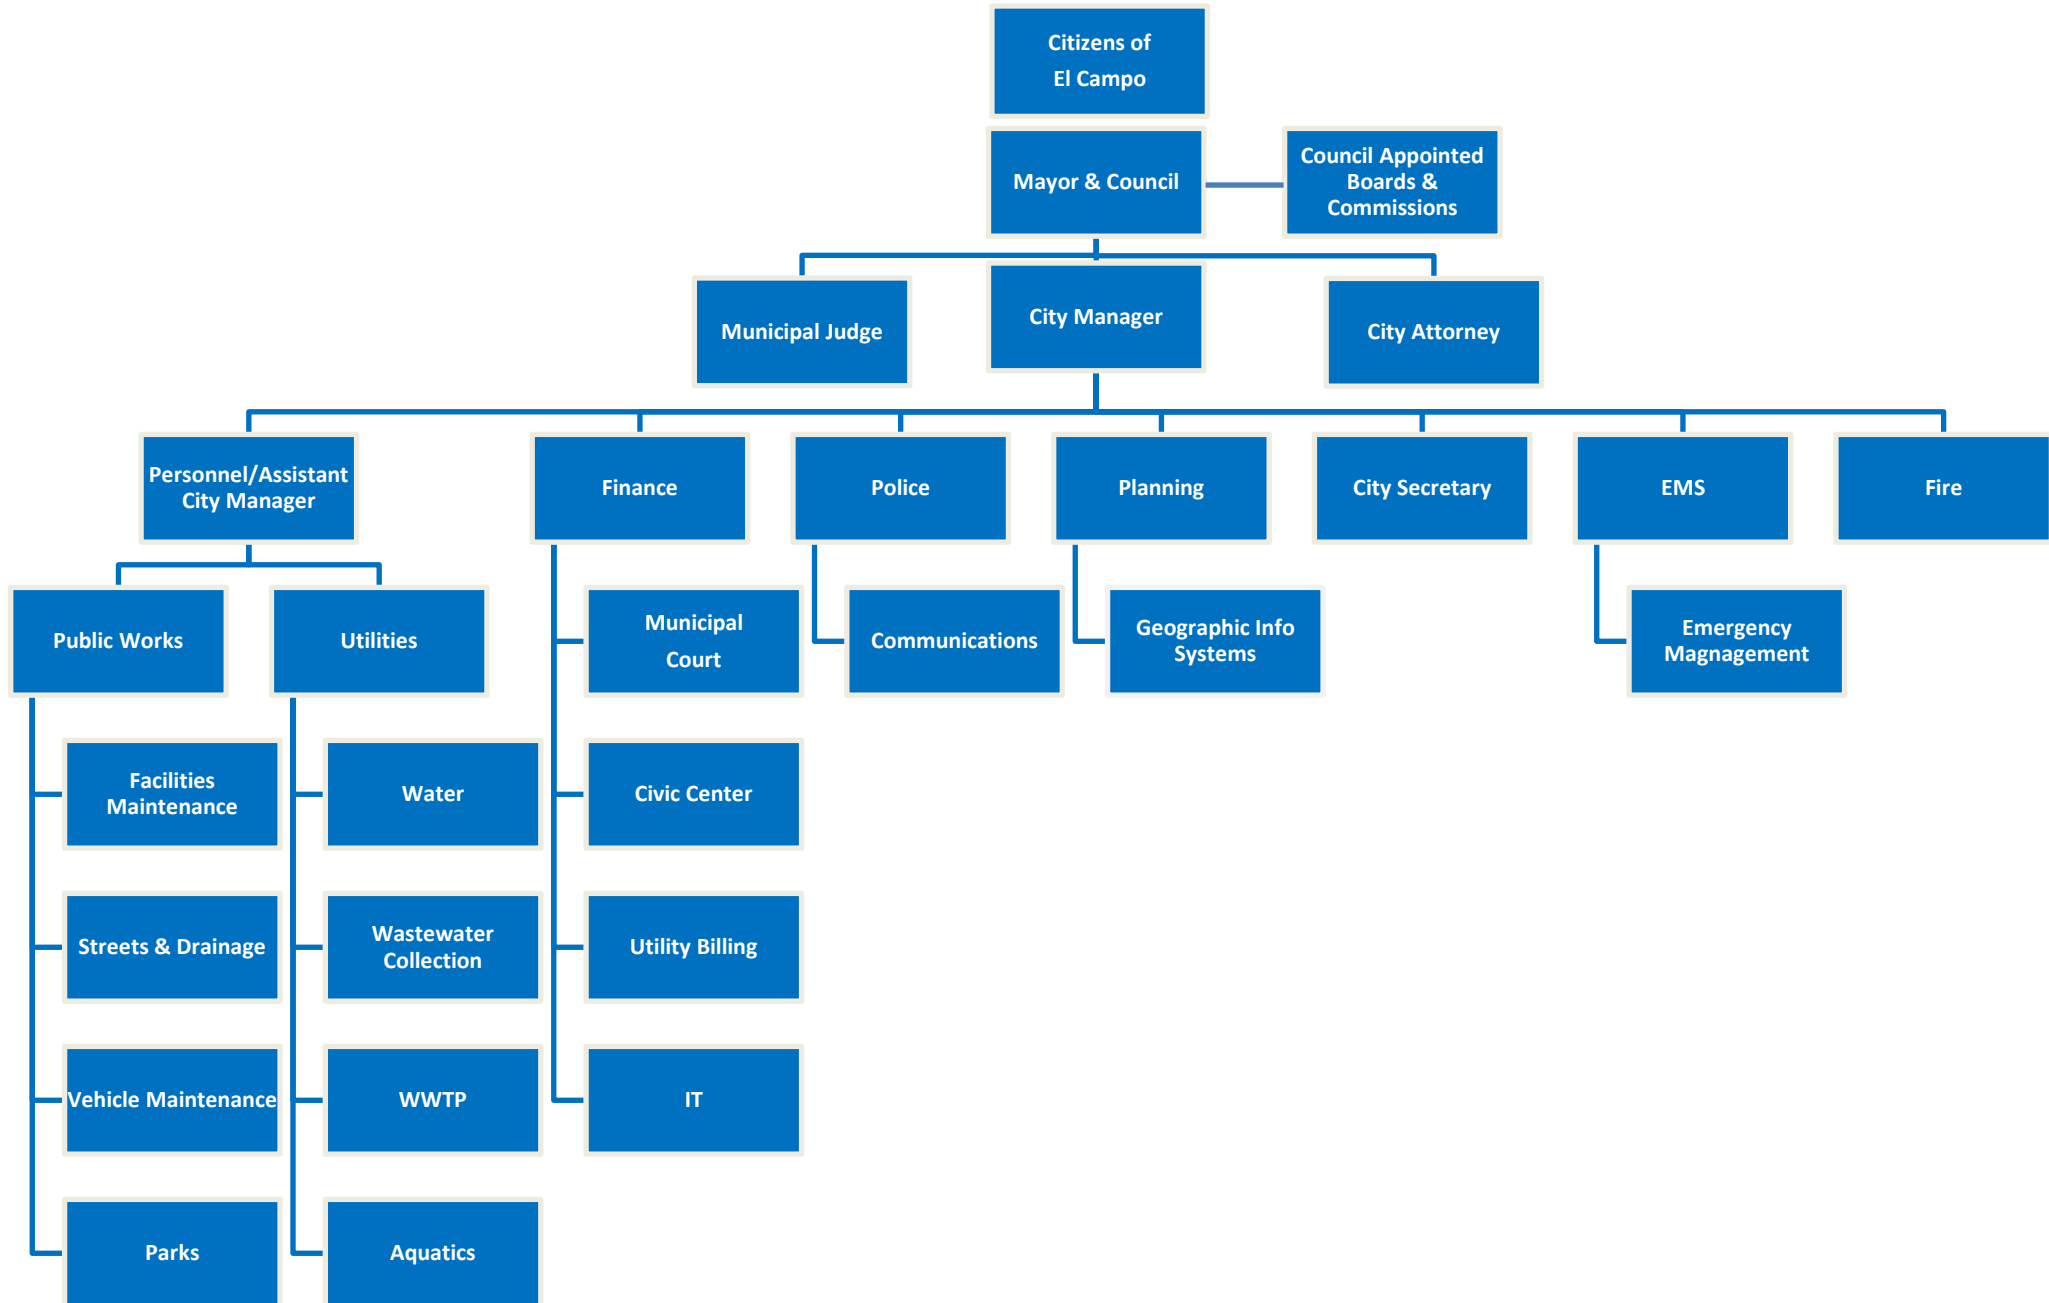 Citizens of
El Campo
Mayor & Council
Council Appointed
Boards &
Commissions
Municipal Judge
City Manager
City Attorney
Personnel/Assistant
City Manager
Finance
Police
Planning
City Secretary
EMS
Fire
Public Works
Utilities
Municipal
Court
Communications
Geographic Info
Systems
Emergency
Magnagement
Facilities
Maintenance
Water
Civic Center
Streets & Drainage
Wastewater
Collection
Utility Billing
Vehicle Maintenance
WWTP
IT
Parks
Aquatics